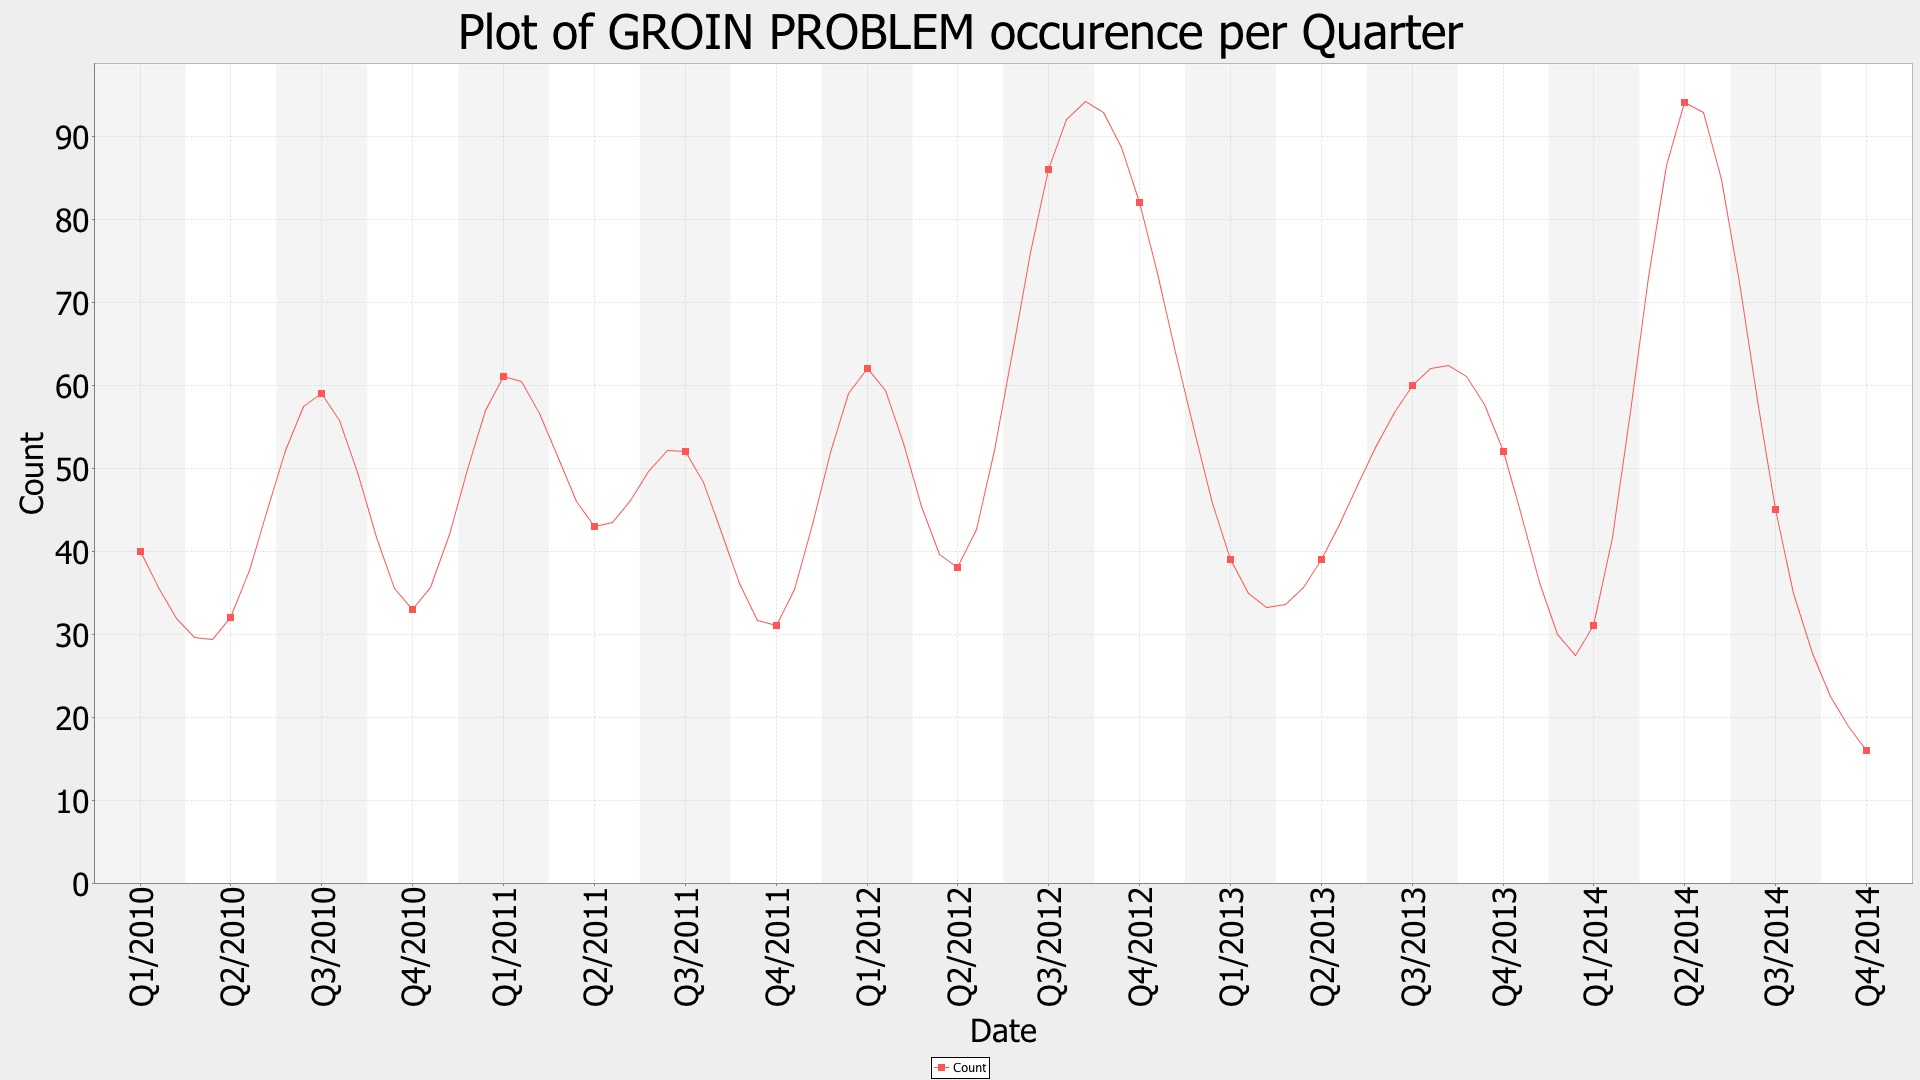 Plot of GROIN PROBLEM occurence per Quarter
90
80
70
60
50
40
30
20
10
0
Count
Q1/2010
Q2/2010
Q3/2010
Q4/2010
Q1/2011
Q2/2011
Q3/2011
Q4/2011
Q1/2012
Q2/2012
Q3/2012
Q4/2012
Q1/2013
Q2/2013
Q3/2013
Q4/2013
Q1/2014
Q2/2014
Q3/2014
Q4/2014
Date
Count